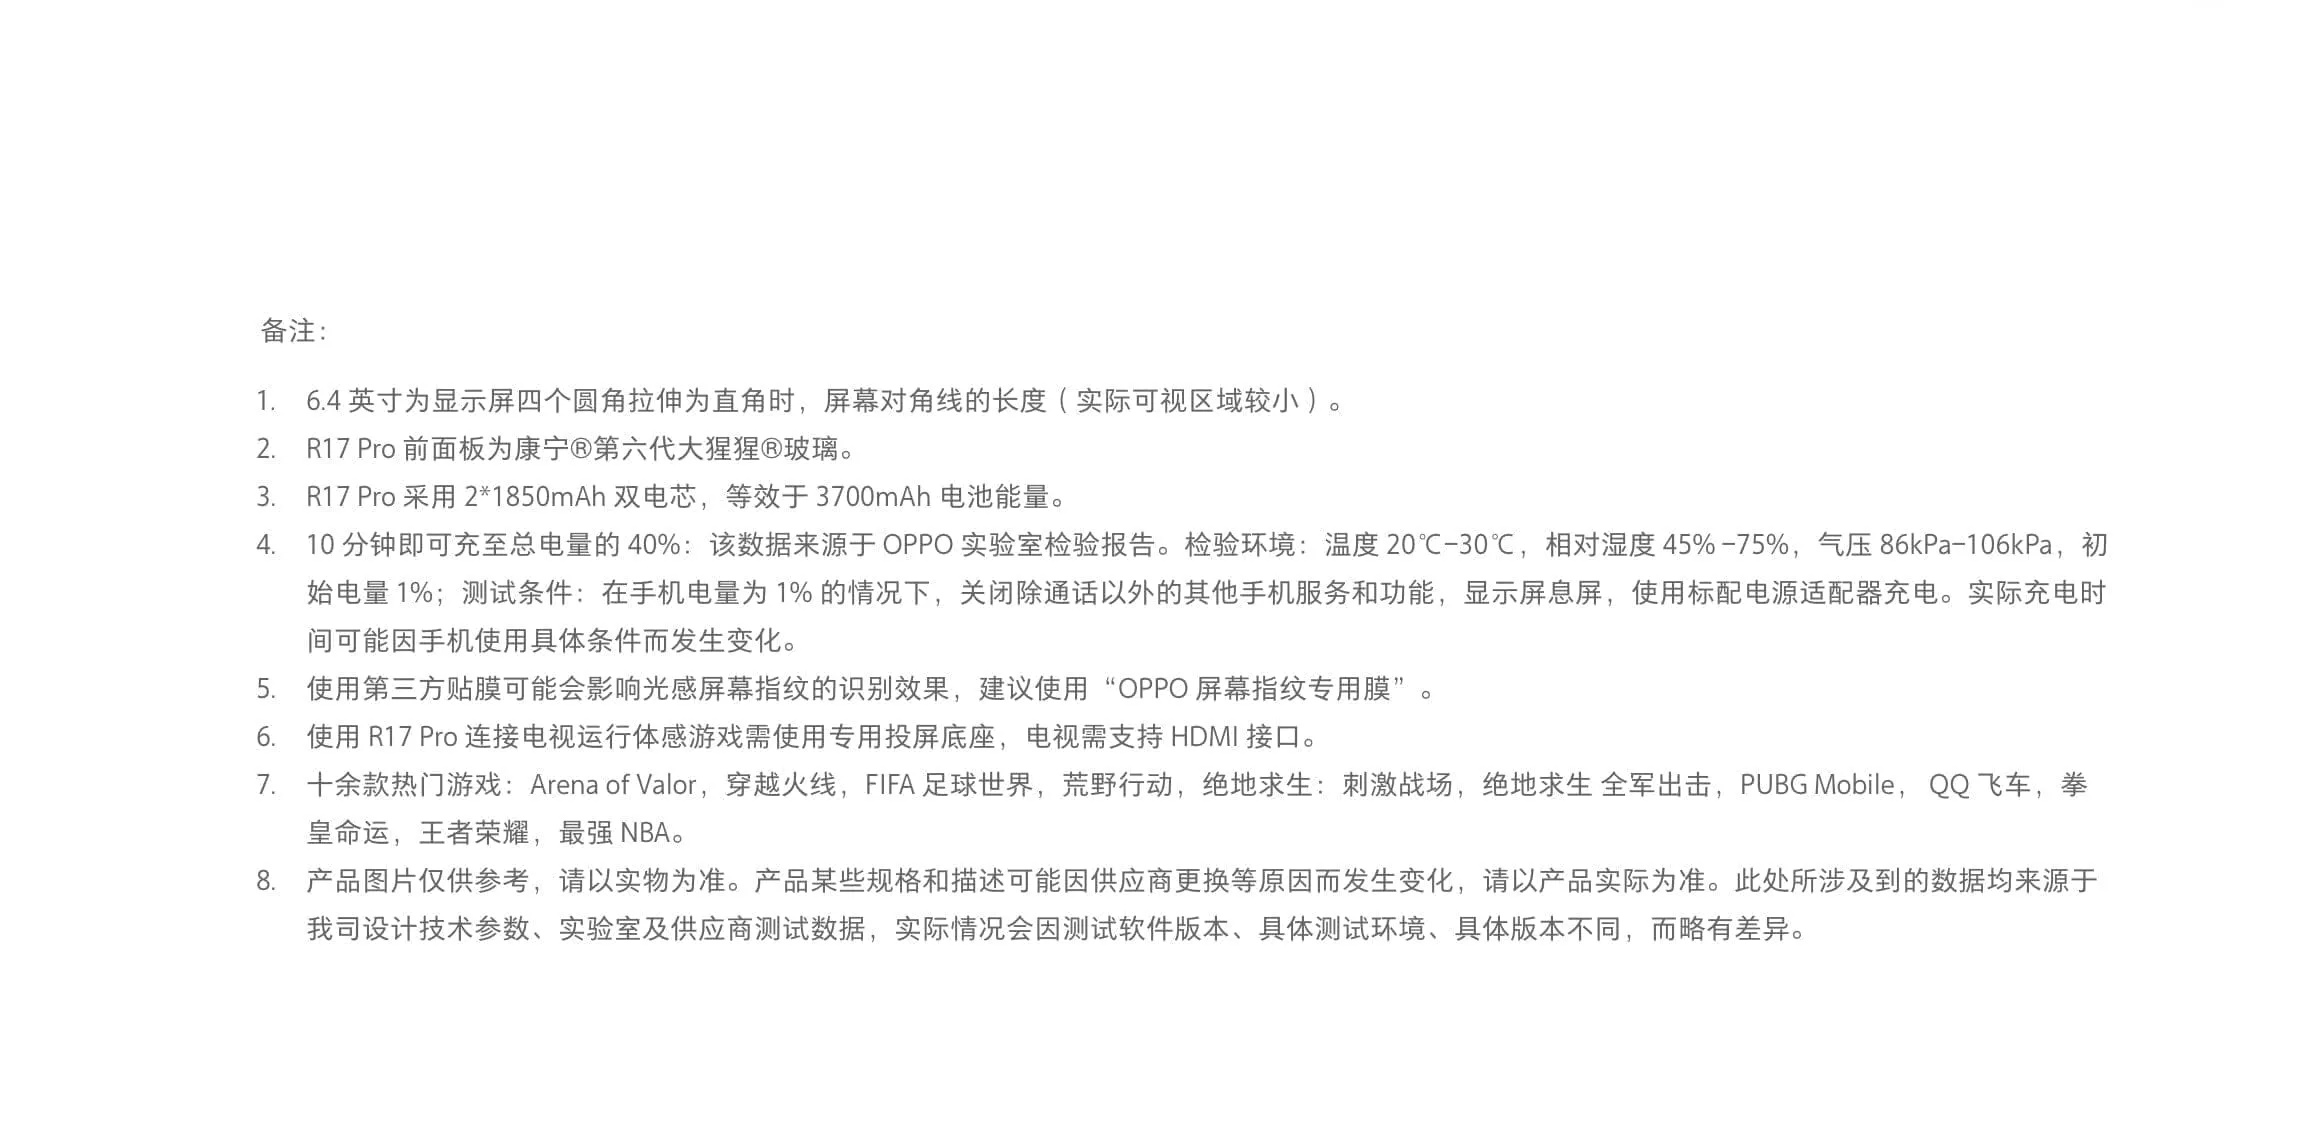 备注：
1. 6.4 英寸为显示屏四个圆角拉伸为直角时，屏幕对角线的长度（实际可视区域较小）。
2. R17 Pro 前面板为康宁®第六代大猩猩®玻璃。
3. R17 Pro 采用 2*1850mAh 双电芯，等效于 3700mAh 电池能量。
4. 10 分钟即可充至总电量的 40%：该数据来源于 OPPO 实验室检验报告。检验环境：温度 20℃–30℃，相对湿度 45% –75%，气压 86kPa–106kPa，初
始电量 1%；测试条件：在手机电量为 1% 的情况下，关闭除通话以外的其他手机服务和功能，显示屏息屏，使用标配电源适配器充电。实际充电时
间可能因手机使用具体条件而发生变化。
5. 使用第三方贴膜可能会影响光感屏幕指纹的识别效果，建议使用“OPPO 屏幕指纹专用膜”。
6. 使用 R17 Pro 连接电视运行体感游戏需使用专用投屏底座，电视需支持 HDMI 接口。
7. 十余款热门游戏：Arena of Valor，穿越火线，FIFA 足球世界，荒野行动，绝地求生：刺激战场，绝地求生 全军出击，PUBG Mobile， QQ 飞车，拳
皇命运，王者荣耀，最强 NBA。
8. 产品图片仅供参考，请以实物为准。产品某些规格和描述可能因供应商更换等原因而发生变化，请以产品实际为准。此处所涉及到的数据均来源于
我司设计技术参数、实验室及供应商测试数据，实际情况会因测试软件版本、具体测试环境、具体版本不同，而略有差异。